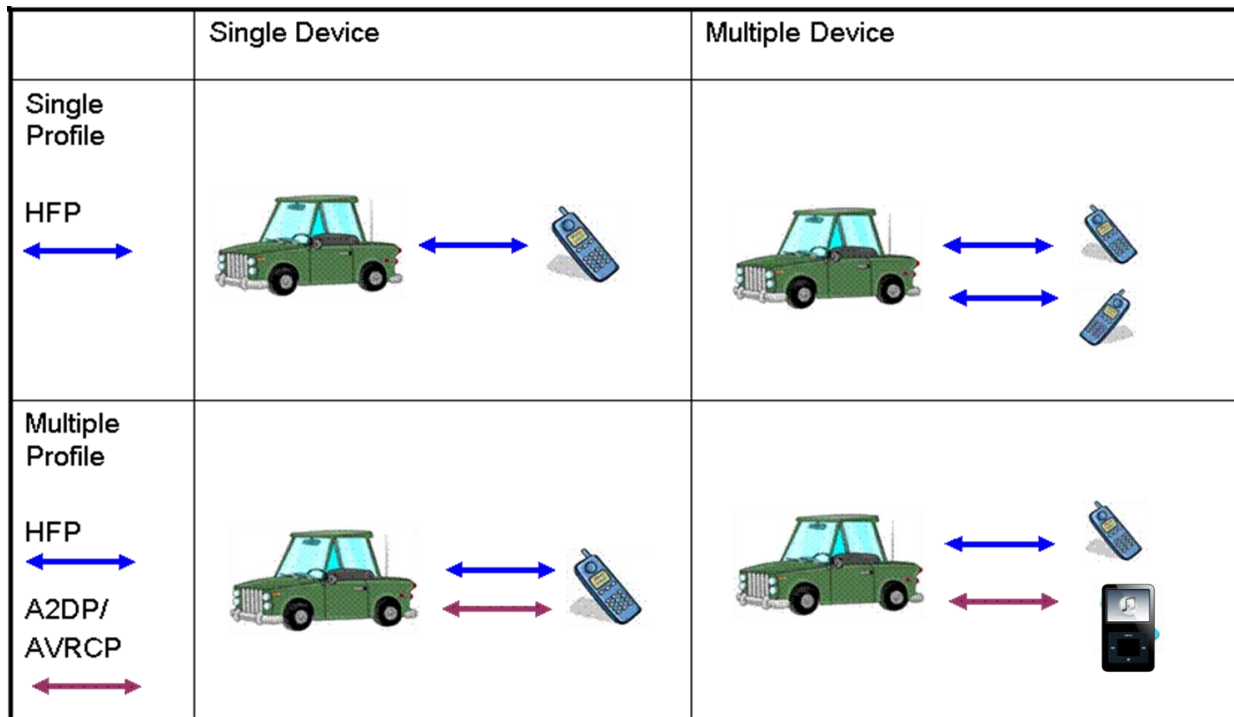 Single Device
Multiple Device
Single
Profile
HFP
Multiple
Profile
HFP
A2DP/
AVRCP